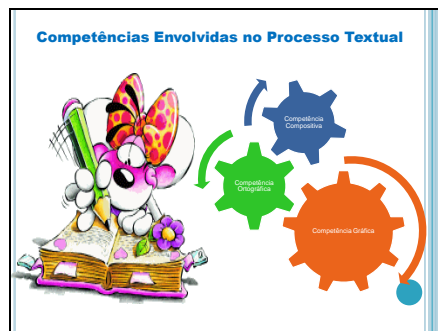 Competências Envolvidas no Processo Textual
Competência
Compositiva
Competência
Ortográfica
Competência Gráfica